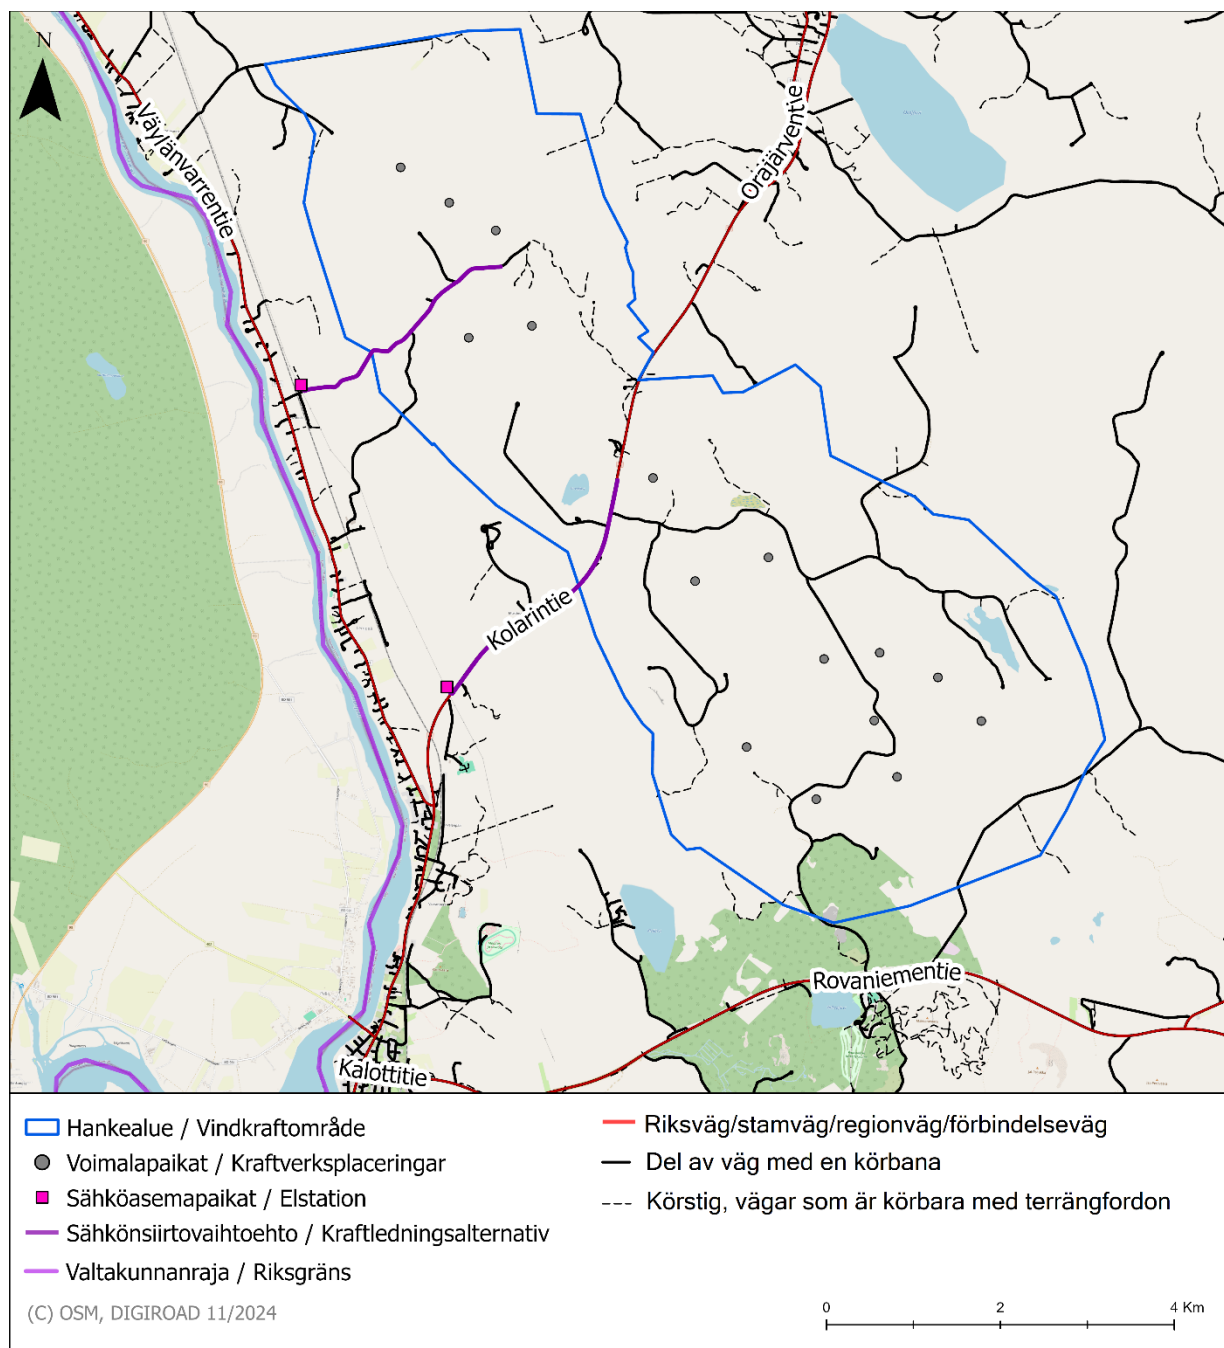 N
Väylänvarrentie
Orajärventie
Kolarintie
Rovaniementie
Kalottitie
Hankealue / Vindkraftområde
Voimalapaikat / Kraftverksplaceringar
Sähköasemapaikat / Elstation
Sähkönsiirtovaihtoehto / Kraftledningsalternativ
Valtakunnanraja / Riksgräns
(C) OSM, DIGIROAD 11/2024
Riksväg/stamväg/regionväg/förbindelseväg
Del av väg med en körbana
Körstig, vägar som är körbara med terrängfordon
0 2 4 Km